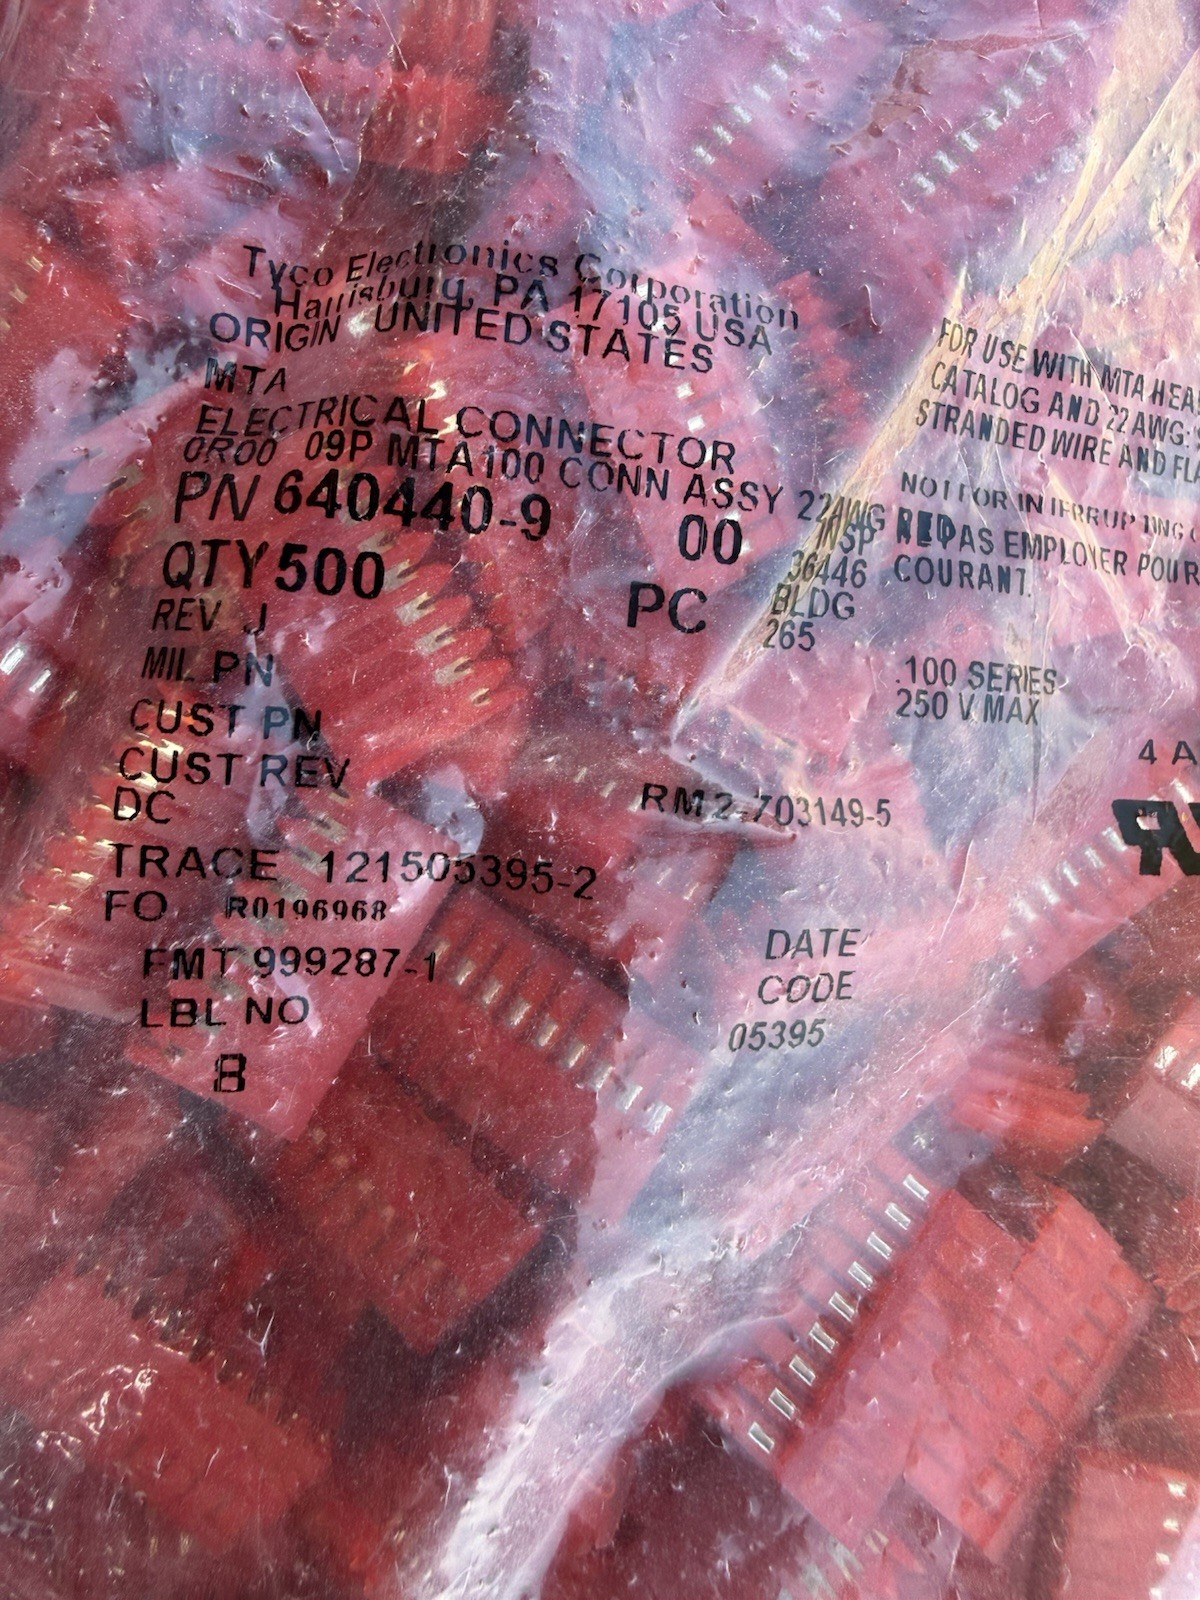 Tyco Electronics Corporation
Harrisburg, PA 17105 USA
ORIGIN UNITED STATES
MTA
ELECTRICAL CONNECTOR
0R00 09P MTA100 CONN ASSY 22AWG RED
PN 640440-9 00
QTY 500 PC
REV J
MIL PN
CUST PN
CUST REV
DC
TRACE 121505395-2
FO R0196968
FMT 999287-1
LBL NO
8
INSP
36446
BLDG
265
RM 2-703149-5
DATE
CODE
05395
FOR USE WITH MTA HEA
CATALOG AND 22 AWG
STRANDED WIRE AND FL
NOT FOR INTERRUPTING
PAS EMPLOYER POUR
COURANT.
.100 SERIES
250 V MAX
4 A